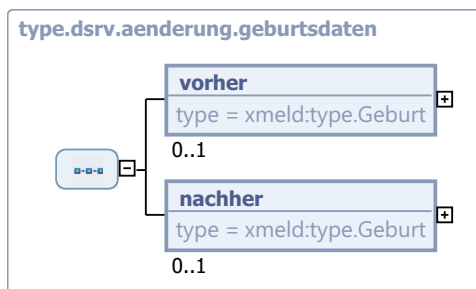 type.dsrv.aenderung.geburtsdaten
vorher
type = xmeld:type.Geburt
0..1
nachher
type = xmeld:type.Geburt
0..1